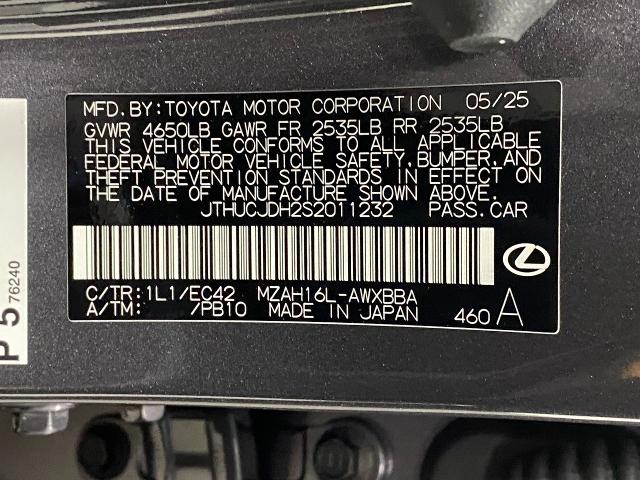 MFD. BY: TOYOTA MOTOR CORPORATION 05/25
GVWR 4650LB GAWR FR 2535LB RR 2535LB
THIS VEHICLE CONFORMS TO ALL APPLICABLE
FEDERAL MOTOR VEHICLE SAFETY, BUMPER, AND
THEFT PREVENTION STANDARDS IN EFFECT ON
THE DATE OF MANUFACTURE SHOWN ABOVE.
JTHUCJDH2S2011232 PASS. CAR
C/TR: 1L1/EC42 MZAH16L-AWXBBA
A/TM: /PB10 MADE IN JAPAN 460 A
P 5 76240